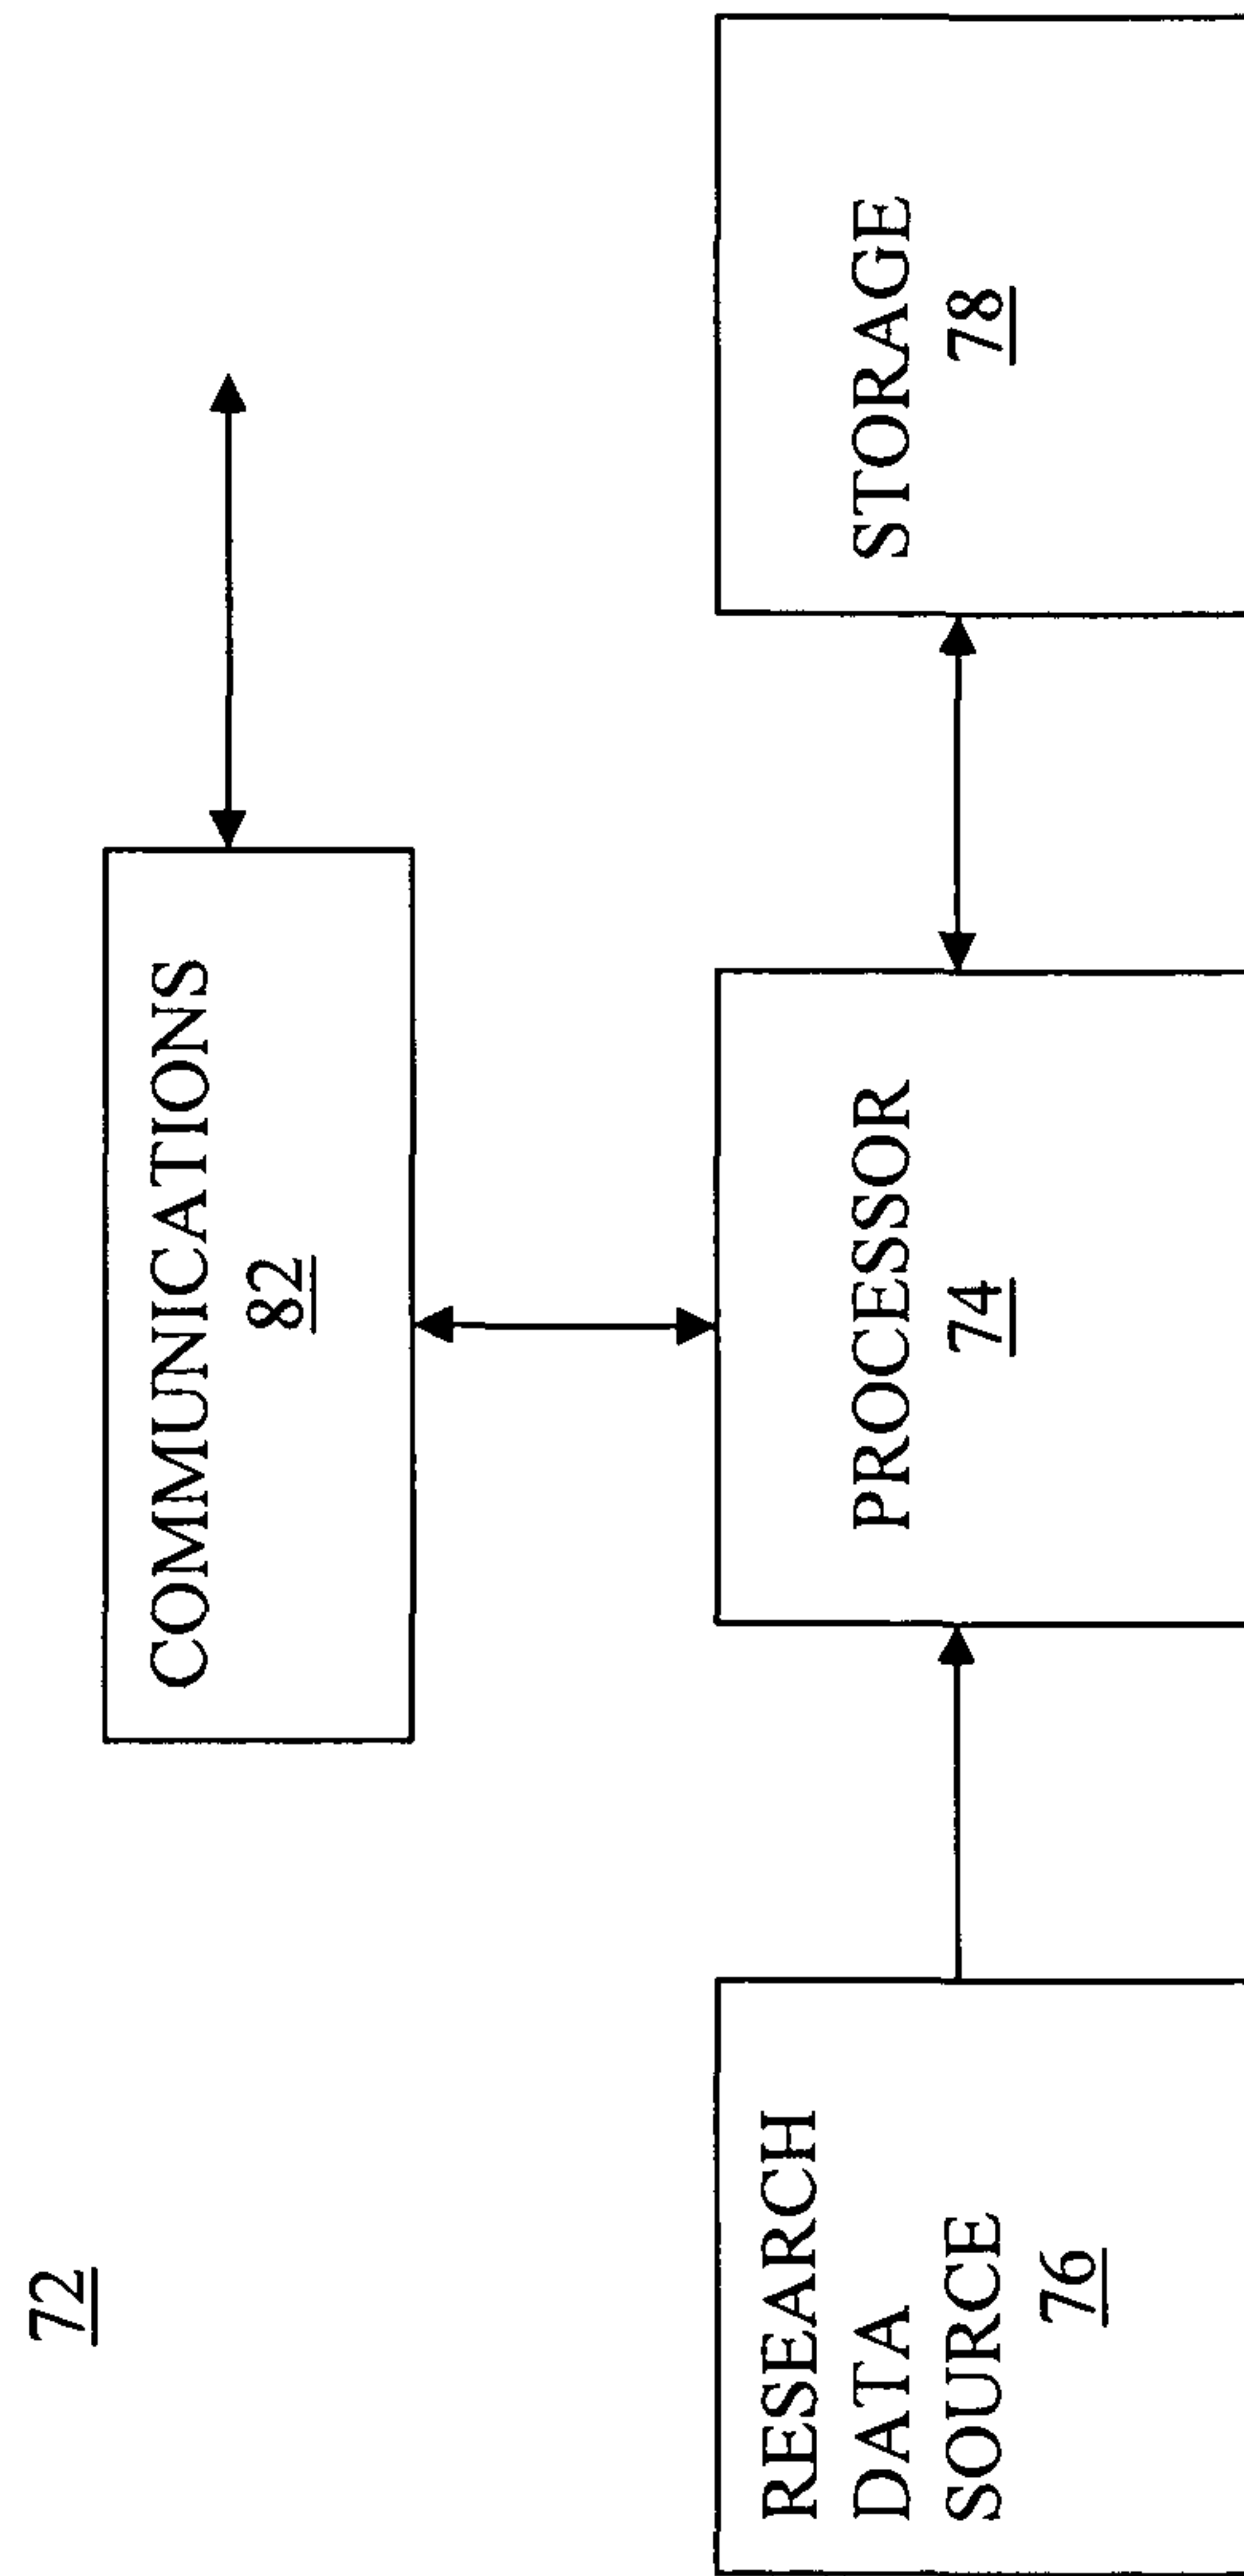 72
COMMUNICATIONS
82
RESEARCH
DATA
SOURCE
76
PROCESSOR
74
STORAGE
78